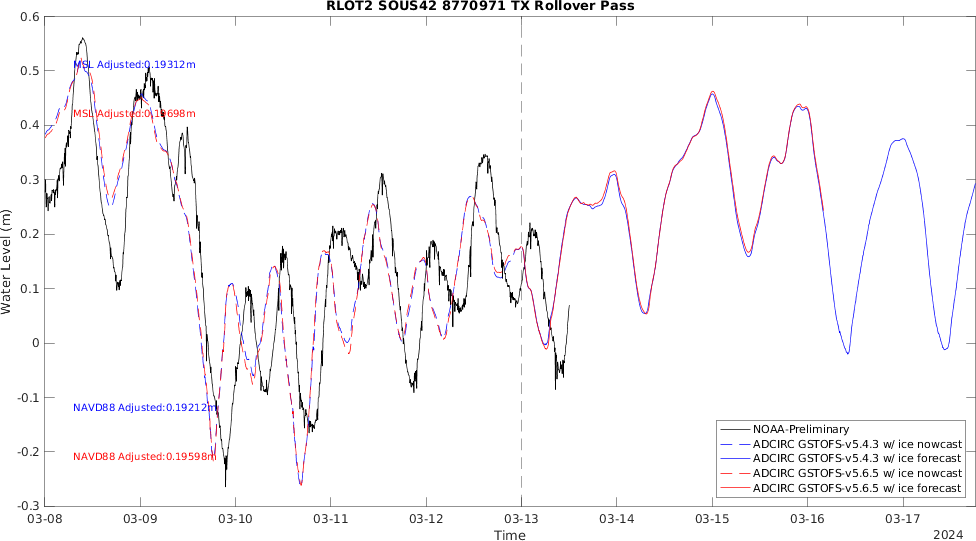 RLOT2 SOUS42 8770971 TX Rollover Pass
0.6
0.5
0.4
0.3
0.2
0.1
0
-0.1
-0.2
-0.3
Water Level (m)
MSL Adjusted:0.19312m
MSL Adjusted:0.19698m
NAVD88 Adjusted:0.19212m
NAVD88 Adjusted:0.19598m
NOAA-Preliminary
ADCIRC GSTOFS-v5.4.3 w/ ice nowcast
ADCIRC GSTOFS-v5.4.3 w/ ice forecast
ADCIRC GSTOFS-v5.6.5 w/ ice nowcast
ADCIRC GSTOFS-v5.6.5 w/ ice forecast
03-08 03-09 03-10 03-11 03-12 03-13 03-14 03-15 03-16 03-17
Time
2024